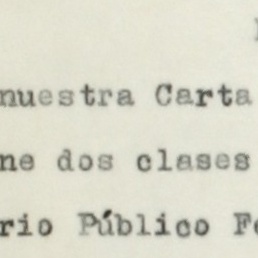 nuestra Carta
ne dos clases
rio Público Fe